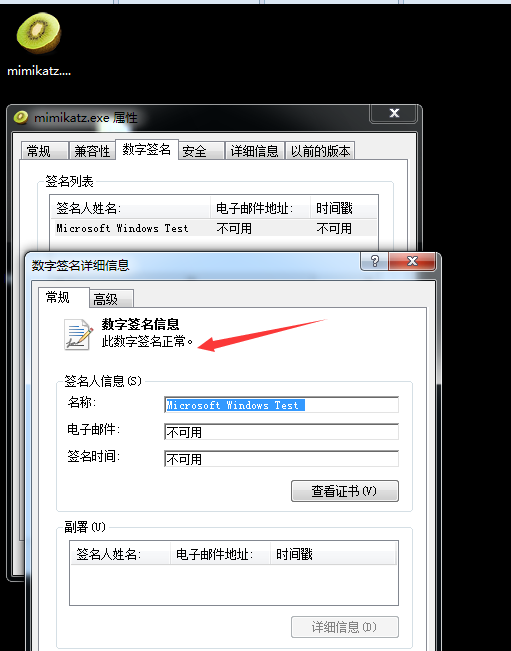 mimikatz....
mimikatz.exe 属性
常规 兼容性 数字签名 安全 详细信息 以前的版本
签名列表
签名人姓名: 电子邮件地址: 时间戳
Microsoft Windows Test 不可用 不可用
数字签名详细信息
常规 高级
数字签名信息
此数字签名正常。
签名人信息(S)
名称: Microsoft Windows Test
电子邮件: 不可用
签名时间: 不可用
查看证书(V)
副署(U)
签名人姓名: 电子邮件地址: 时间戳
详细信息(D)